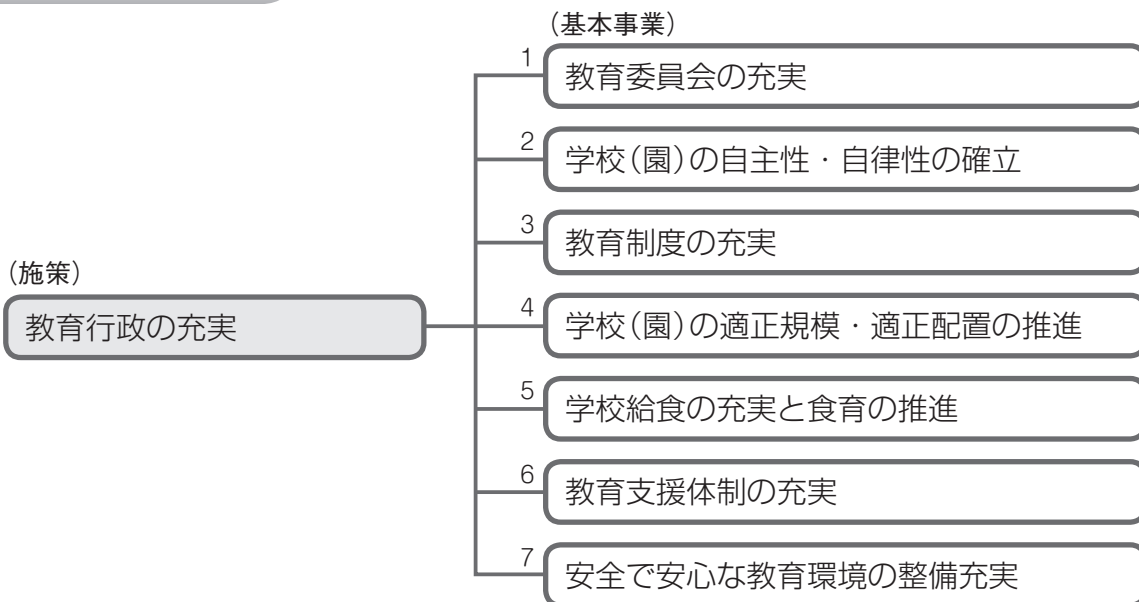 (基本事業)
1
教育委員会の充実
2
学校(園)の自主性・自律性の確立
3
教育制度の充実
(施策)
教育行政の充実
4
学校(園)の適正規模・適正配置の推進
5
学校給食の充実と食育の推進
6
教育支援体制の充実
7
安全で安心な教育環境の整備充実